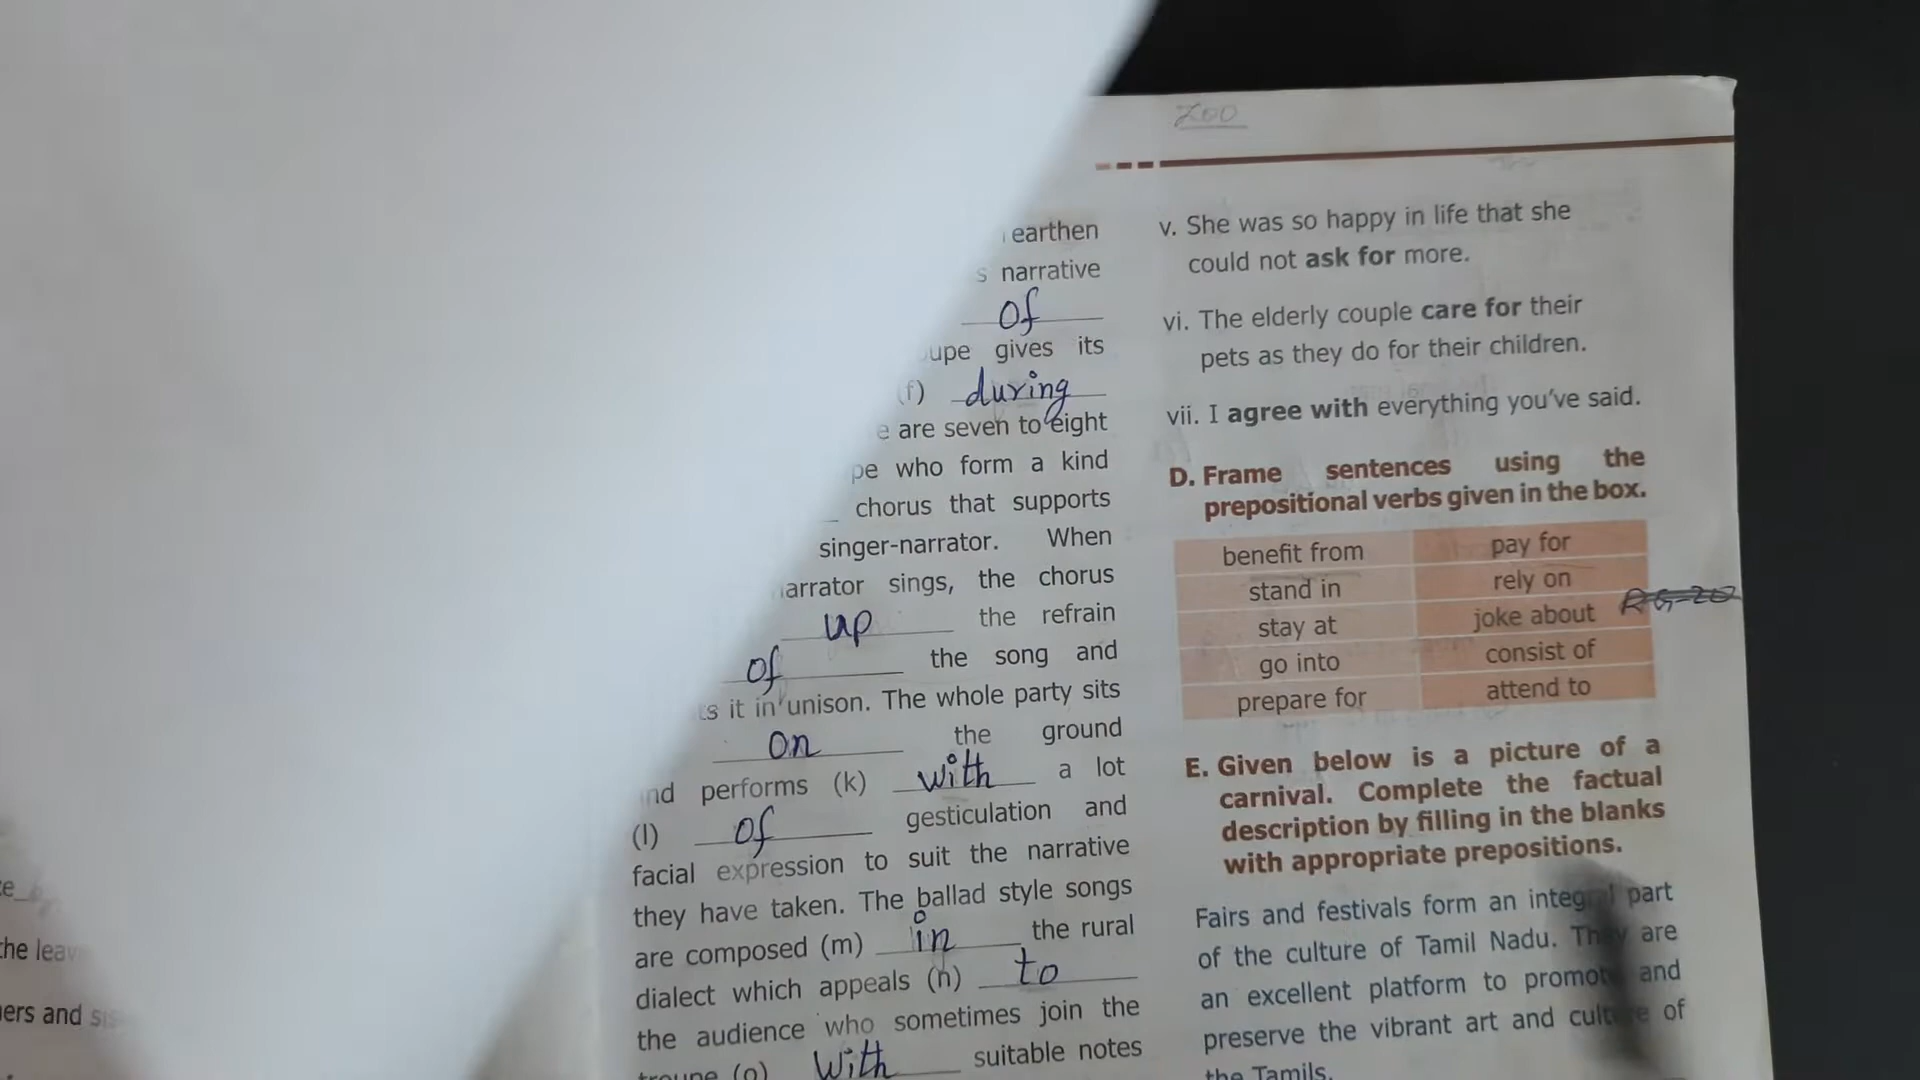 zoo
earthen
s narrative
of
upe gives its
(f) during
e are seven to eight
pe who form a kind
chorus that supports
singer-narrator. When
arrator sings, the chorus
up the refrain
of the song and
ts it in unison. The whole party sits
on the ground
nd performs (k) with a lot
(l) of gesticulation and
facial expression to suit the narrative
they have taken. The ballad style songs
are composed (m) in the rural
dialect which appeals (n) to
the audience who sometimes join the
troupe (o) with suitable notes
the leav
ers and sis
v. She was so happy in life that she
could not ask for more.
vi. The elderly couple care for their
pets as they do for their children.
vii. I agree with everything you've said.
D. Frame sentences using the
prepositional verbs given in the box.
benefit from pay for
stand in rely on
stay at joke about
go into consist of
prepare for attend to
E. Given below is a picture of a
carnival. Complete the factual
description by filling in the blanks
with appropriate prepositions.
Fairs and festivals form an integral part
of the culture of Tamil Nadu. They are
an excellent platform to promote and
preserve the vibrant art and culture of
the Tamils.